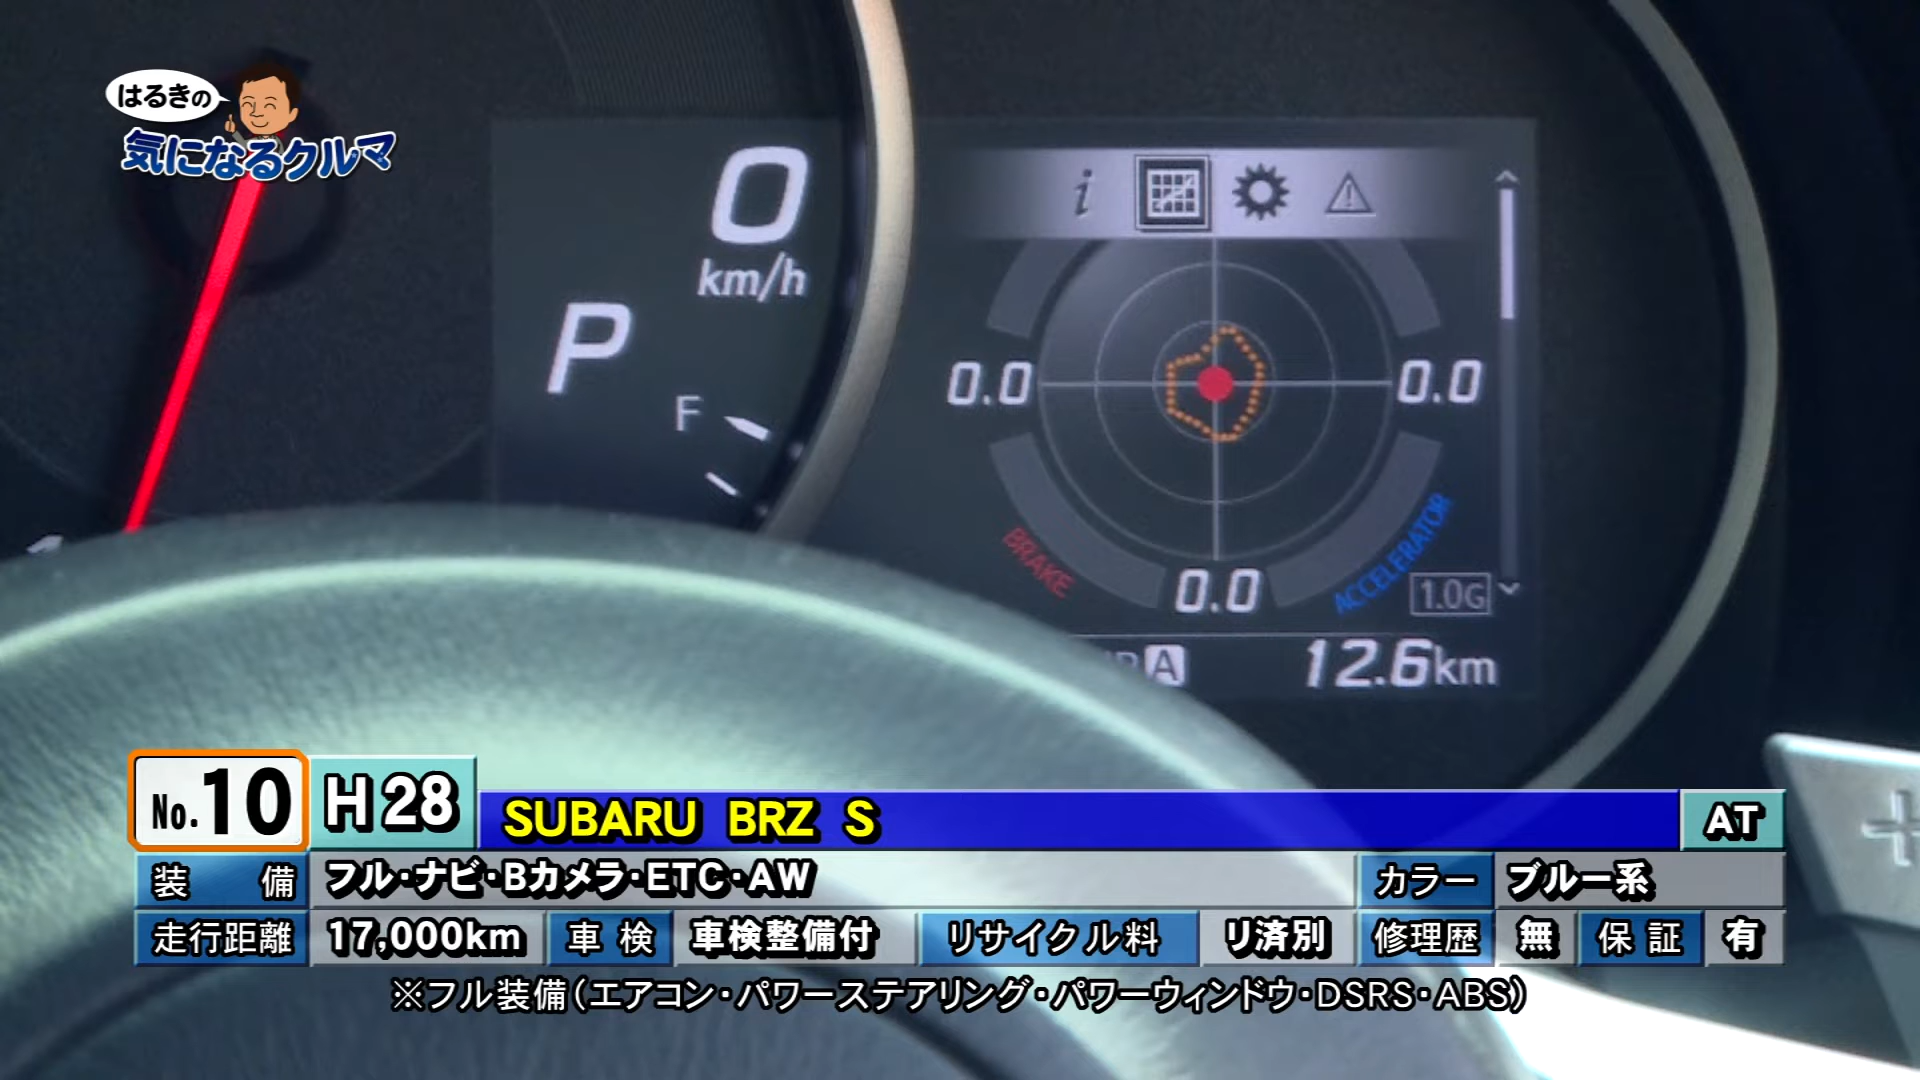 はるきの
気になるクルマ
0
km/h
P
F
i
0.0
0.0
BRAKE
ACCELERATOR
0.0
1.0G
A
12.6km
No.10
H28
SUBARU BRZ S
AT
装備
フル・ナビ・Bカメラ・ETC・AW
カラー
ブルー系
走行距離
17,000km
車検
車検整備付
リサイクル料
リ済別
修理歴
無
保証
有
※フル装備（エアコン・パワーステアリング・パワーウィンドウ・DSRS・ABS）
+